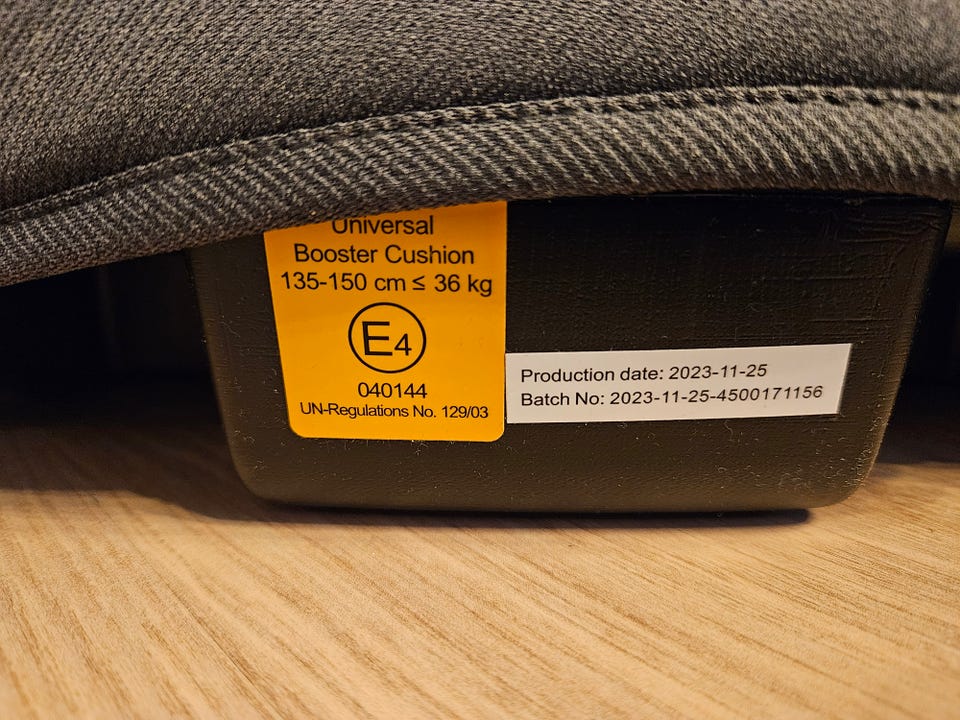 Universal
Booster Cushion
135-150 cm ≤ 36 kg
E4
040144
UN-Regulations No. 129/03
Production date: 2023-11-25
Batch No: 2023-11-25-4500171156